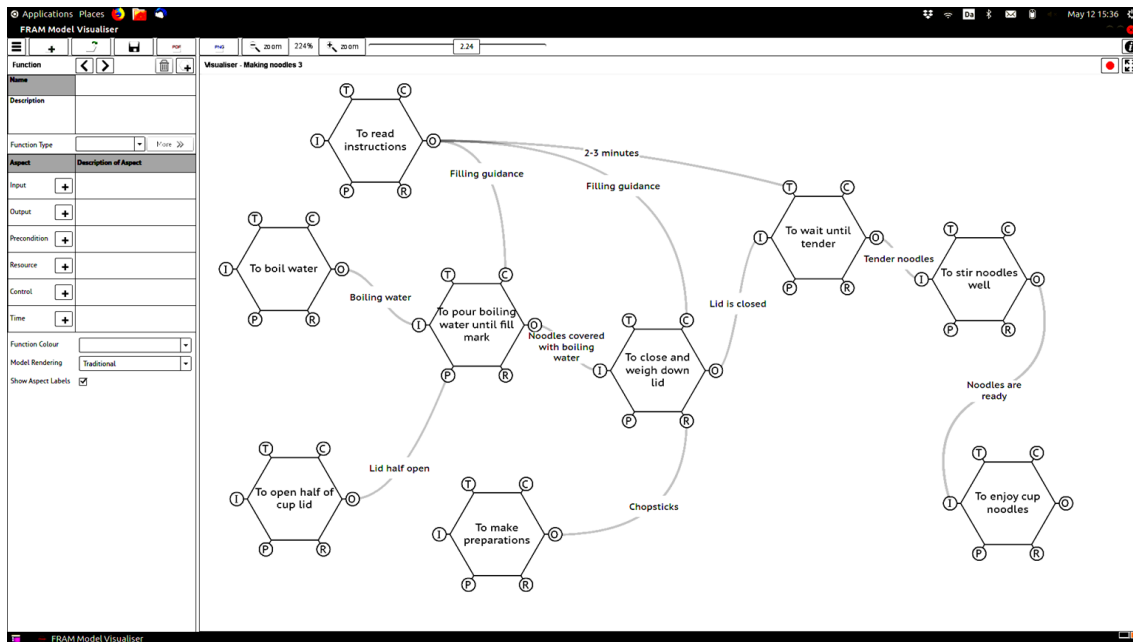 Applications Places
Da
May 12 15:36
FRAM Model Visualiser
+
PDF
PNG
zoom
224%
zoom
2.24
Function
Visualiser - Making noodles 3
Name
Description
Function Type
More
Aspect
Description of Aspect
Input
Output
Precondition
Resource
Control
Time
Function Colour
Model Rendering
Traditional
Show Aspect Labels
T
C
I
To read
instructions
O
P
R
2-3 minutes
Filling guidance
Filling guidance
T
C
I
To wait until
tender
O
P
R
T
C
I
To boil water
O
P
R
Tender noodles
T
C
I
To stir noodles
well
O
P
R
Boiling water
T
C
I
To pour boiling
water until fill
mark
O
P
R
Lid is closed
Noodles covered
with boiling
water
T
C
I
To close and
weigh down
lid
O
P
R
Noodles are
ready
Lid half open
T
C
I
To open half of
cup lid
O
P
R
T
C
I
To make
preparations
O
P
R
Chopsticks
T
C
I
To enjoy cup
noodles
O
P
R
FRAM Model Visualiser